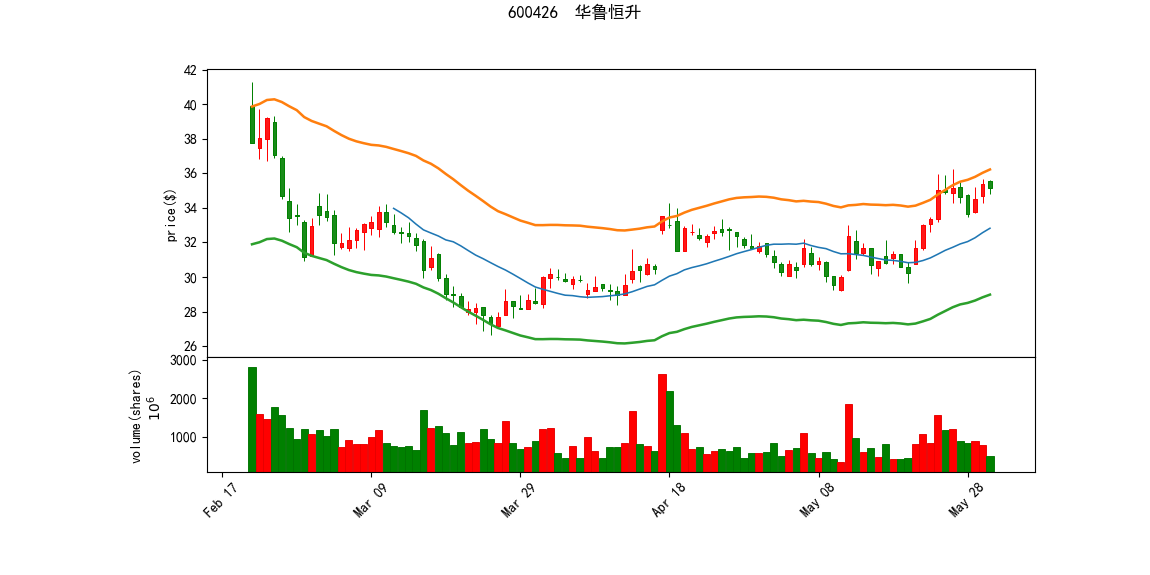 600426  华鲁恒升
42
40
38
36
34
32
30
28
26
price($)
3000
2000
1000
volume(shares)
10^6
Feb 17
Mar 09
Mar 29
Apr 18
May 08
May 28